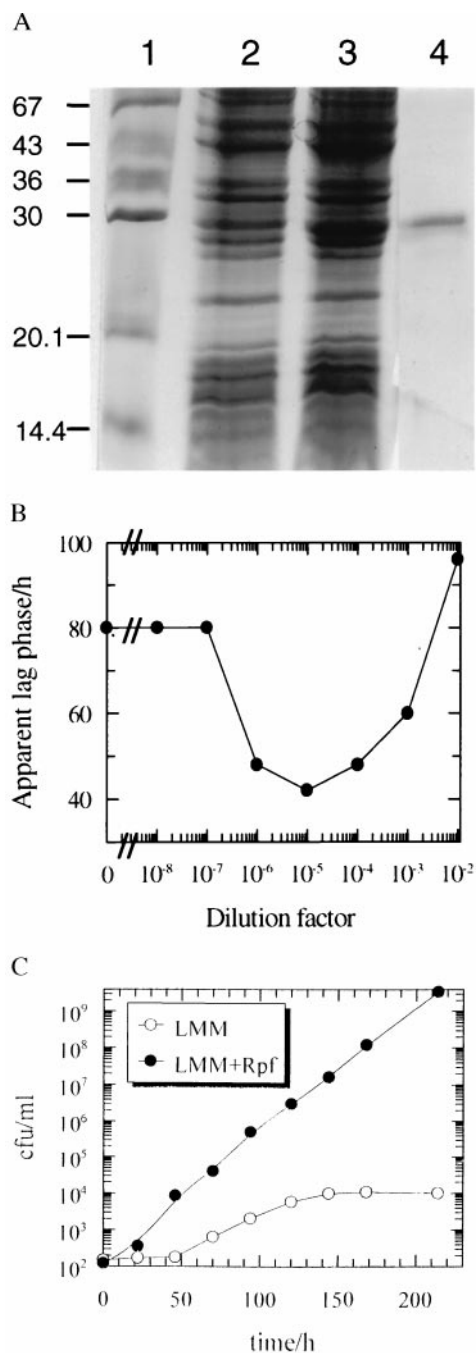 A
1 2 3 4
67
43
36
30
20.1
14.4
B
100
80
60
40
Apparent lag phase/h
0 10⁻⁸ 10⁻⁷ 10⁻⁶ 10⁻⁵ 10⁻⁴ 10⁻³ 10⁻²
Dilution factor
C
LMM
LMM+Rpf
10⁹
10⁸
10⁷
10⁶
10⁵
10⁴
10³
10²
cfu/ml
0 50 100 150 200
time/h